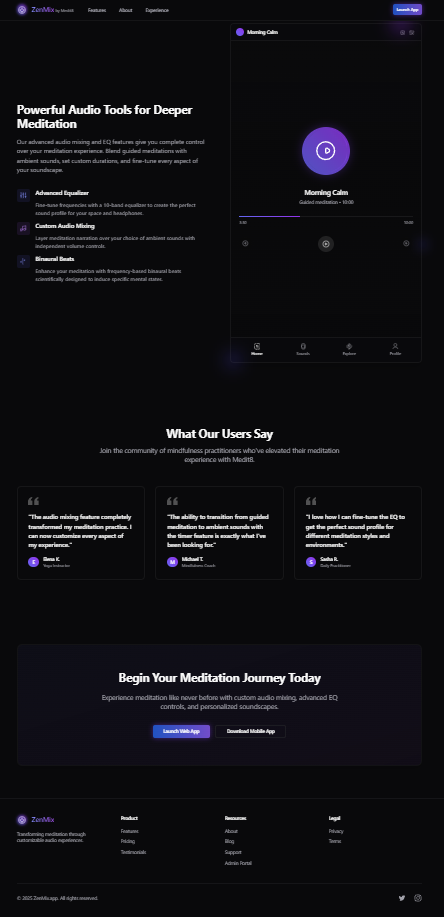 ZenMix by Medit8
Features
About
Experience
Launch App
Morning Calm
Powerful Audio Tools for Deeper
Meditation
Our advanced audio mixing and EQ features give you complete control
over your meditation experience. Blend guided meditations with
ambient sounds, set custom durations, and fine-tune every aspect of
your soundscape.
Advanced Equalizer
Fine-tune frequencies with a 10-band equalizer to create the perfect
sound profile for your space and headphones.
Custom Audio Mixing
Layer meditation narration over your choice of ambient sounds with
independent volume controls.
Binaural Beats
Enhance your meditation with frequency-based binaural beats
scientifically designed to induce specific mental states.
Morning Calm
Guided meditation • 10:00
10:00
Home
Sounds
Explore
Profile
What Our Users Say
Join the community of mindfulness practitioners who've elevated their meditation
experience with Medit8.
"The audio mixing feature completely
transformed my meditation practice. I
can now customize every aspect of
my experience."
E
Elena K.
Yoga Instructor
"The ability to transition from guided
meditation to ambient sounds with
the timer feature is exactly what I've
been looking for."
M
Michael T.
Mindfulness Coach
"I love how I can fine-tune the EQ to
get the perfect sound profile for
different meditation styles and
environments."
S
Sasha R.
Daily Practitioner
Begin Your Meditation Journey Today
Experience meditation like never before with custom audio mixing, advanced EQ
controls, and personalized soundscapes.
Launch Web App
Download Mobile App
ZenMix
Transforming meditation through
customizable audio experiences.
Product
Features
Pricing
Testimonials
Resources
About
Blog
Support
Admin Portal
Legal
Privacy
Terms
© 2025 ZenMix.app. All rights reserved.